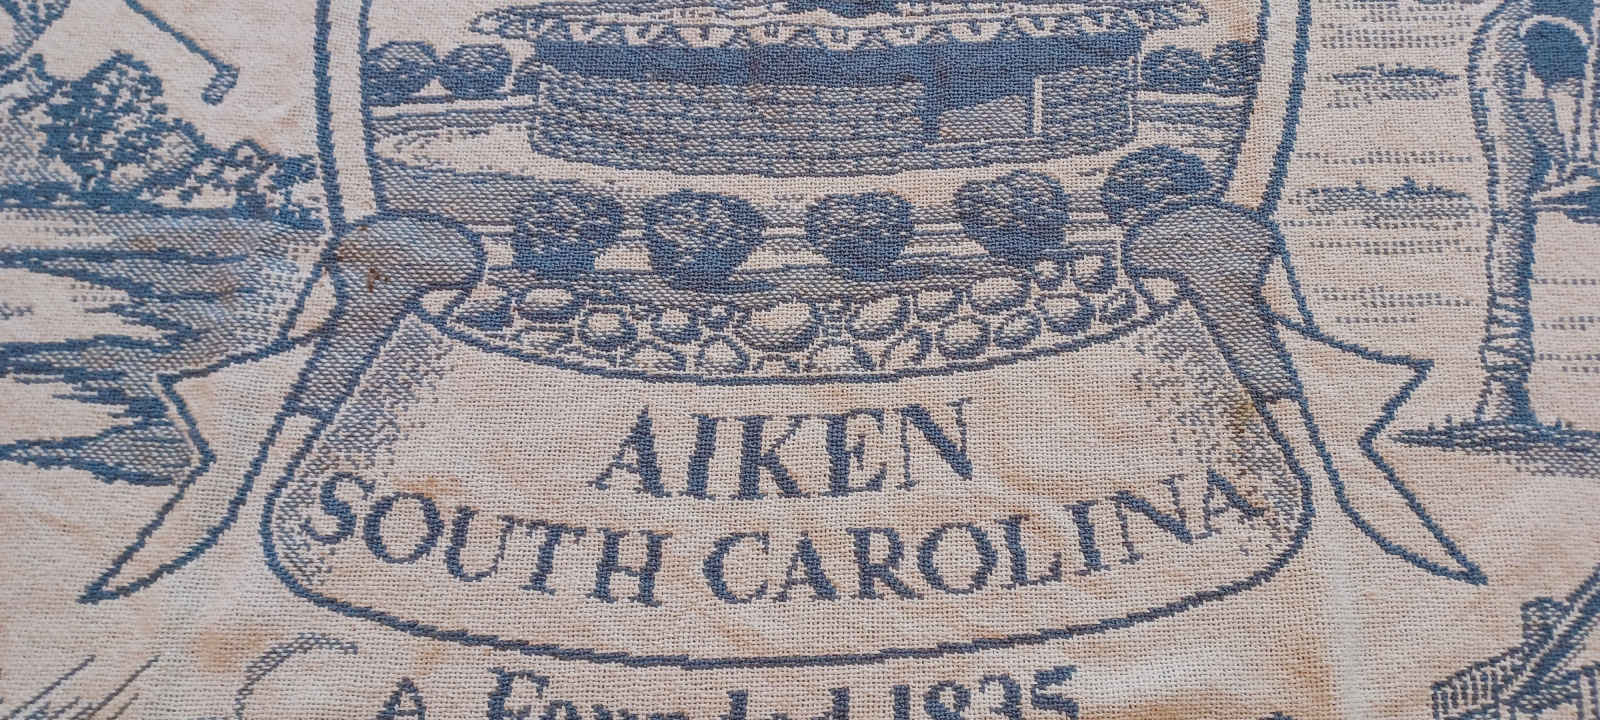 AIKEN
SOUTH CAROLINA
A Founded 1835